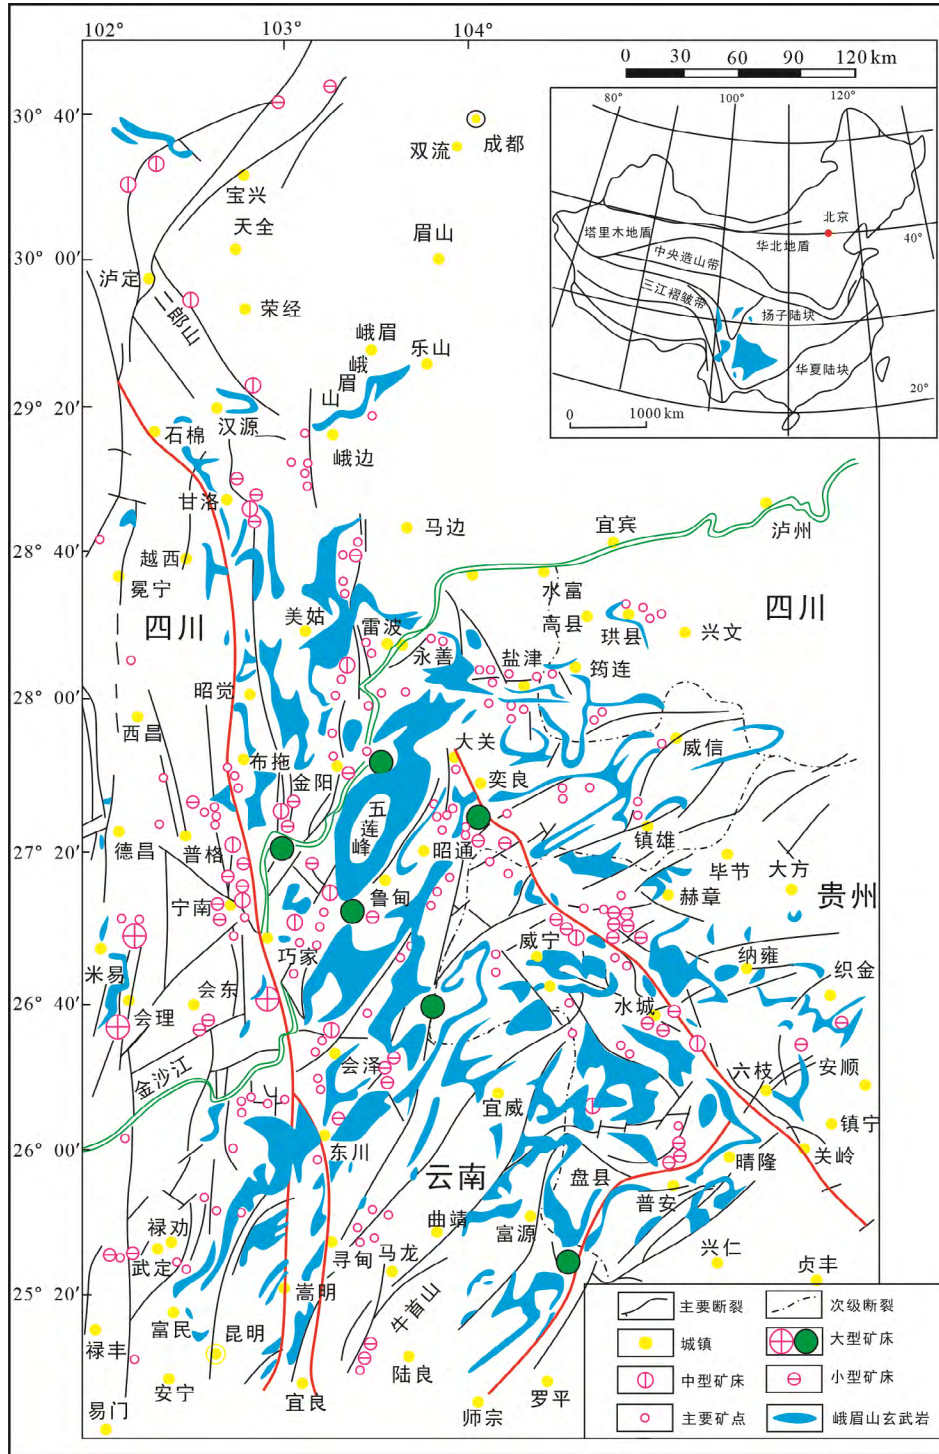 102°
103°
104°
0 30 60 90 120 km
30° 40′
30° 00′
29° 20′
28° 40′
28° 00′
27° 20′
26° 40′
26° 00′
25° 20′
80°
100°
120°
北京
40°
塔里木地盾
华北地盾
中央造山带
三江褶皱带
扬子陆块
华夏陆块
20°
0 1000 km
成都
双流
宝兴
天全
眉山
泸定
二郎山
荣经
峨眉
乐山
峨眉山
汉源
石棉
峨边
甘洛
马边
宜宾
泸州
越西
冕宁
水富
四川
四川
美姑
雷波
高县
珙县
兴文
永善
盐津
筠连
昭觉
西昌
布拖
金阳
大关
威信
奕良
五莲峰
德昌
普格
昭通
镇雄
毕节
大方
鲁甸
赫章
贵州
宁南
巧家
威宁
纳雍
织金
米易
会理
会东
水城
金沙江
会泽
六枝
安顺
宜威
镇宁
东川
关岭
云南
盘县
晴隆
普安
禄劝
曲靖
富源
武定
寻甸
马龙
兴仁
贞丰
嵩明
牛首山
富民
昆明
禄丰
陆良
安宁
宜良
罗平
易门
师宗
主要断裂
次级断裂
城镇
大型矿床
中型矿床
小型矿床
主要矿点
峨眉山玄武岩